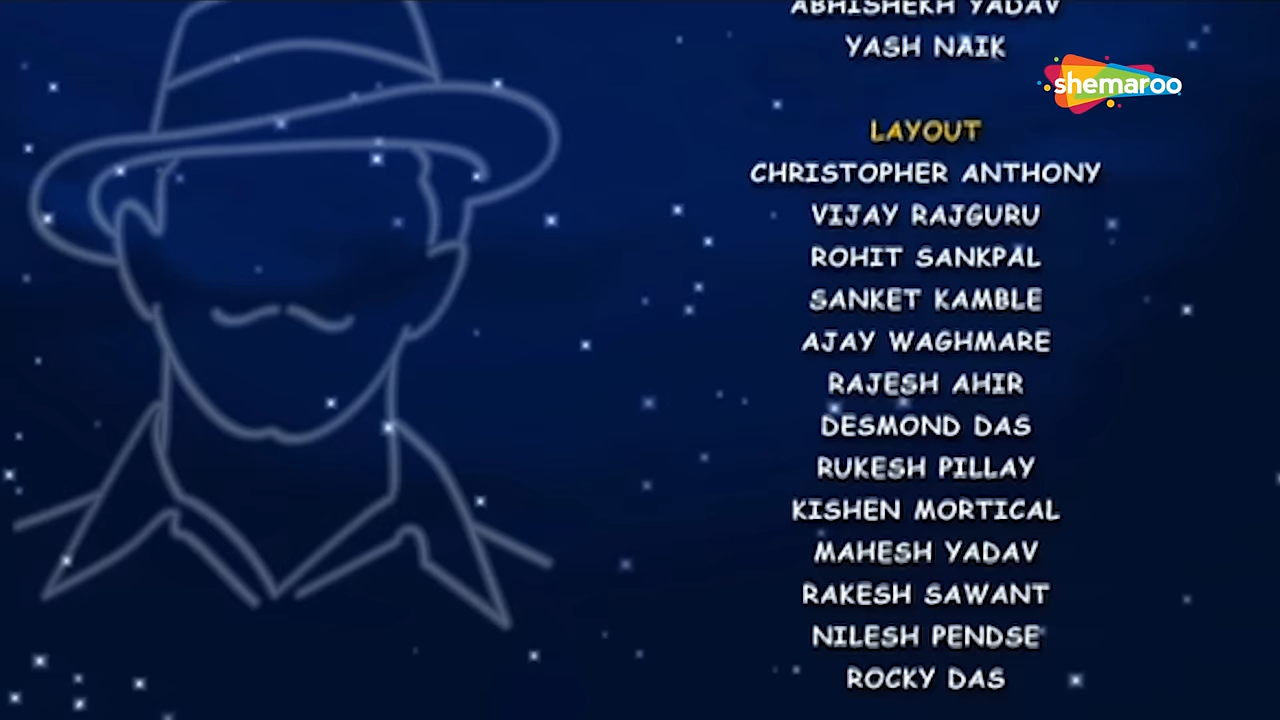 ABHISHEKH YADAV
YASH NAIK
shemaroo
LAYOUT
CHRISTOPHER ANTHONY
VIJAY RAJGURU
ROHIT SANKPAL
SANKET KAMBLE
AJAY WAGHMARE
RAJESH AHIR
DESMOND DAS
RUKESH PILLAY
KISHEN MORTICAL
MAHESH YADAV
RAKESH SAWANT
NILESH PENDSE
ROCKY DAS